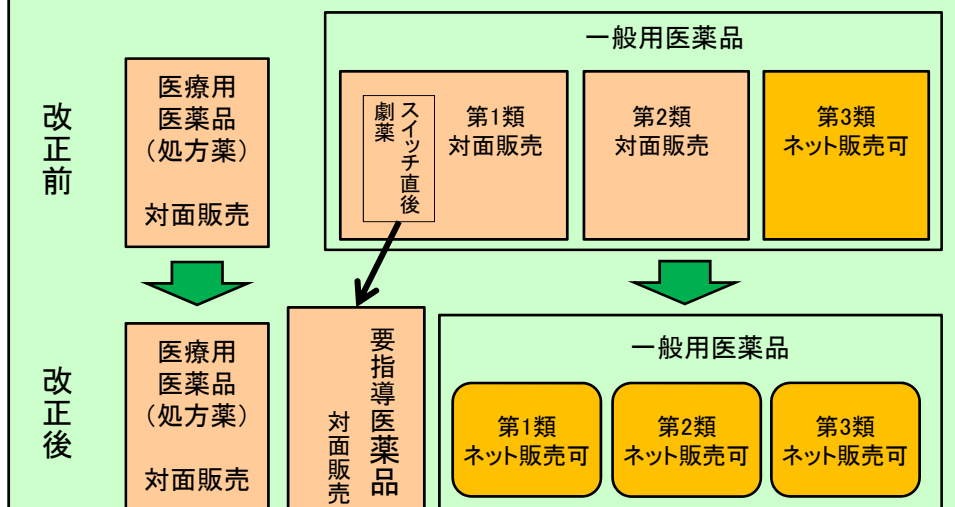 改正前
医療用
医薬品
（処方薬）
対面販売
一般用医薬品
スイッチ直後
劇薬
第1類
対面販売
第2類
対面販売
第3類
ネット販売可
改正後
医療用
医薬品
（処方薬）
対面販売
要指導医薬品
対面販売
一般用医薬品
第1類
ネット販売可
第2類
ネット販売可
第3類
ネット販売可